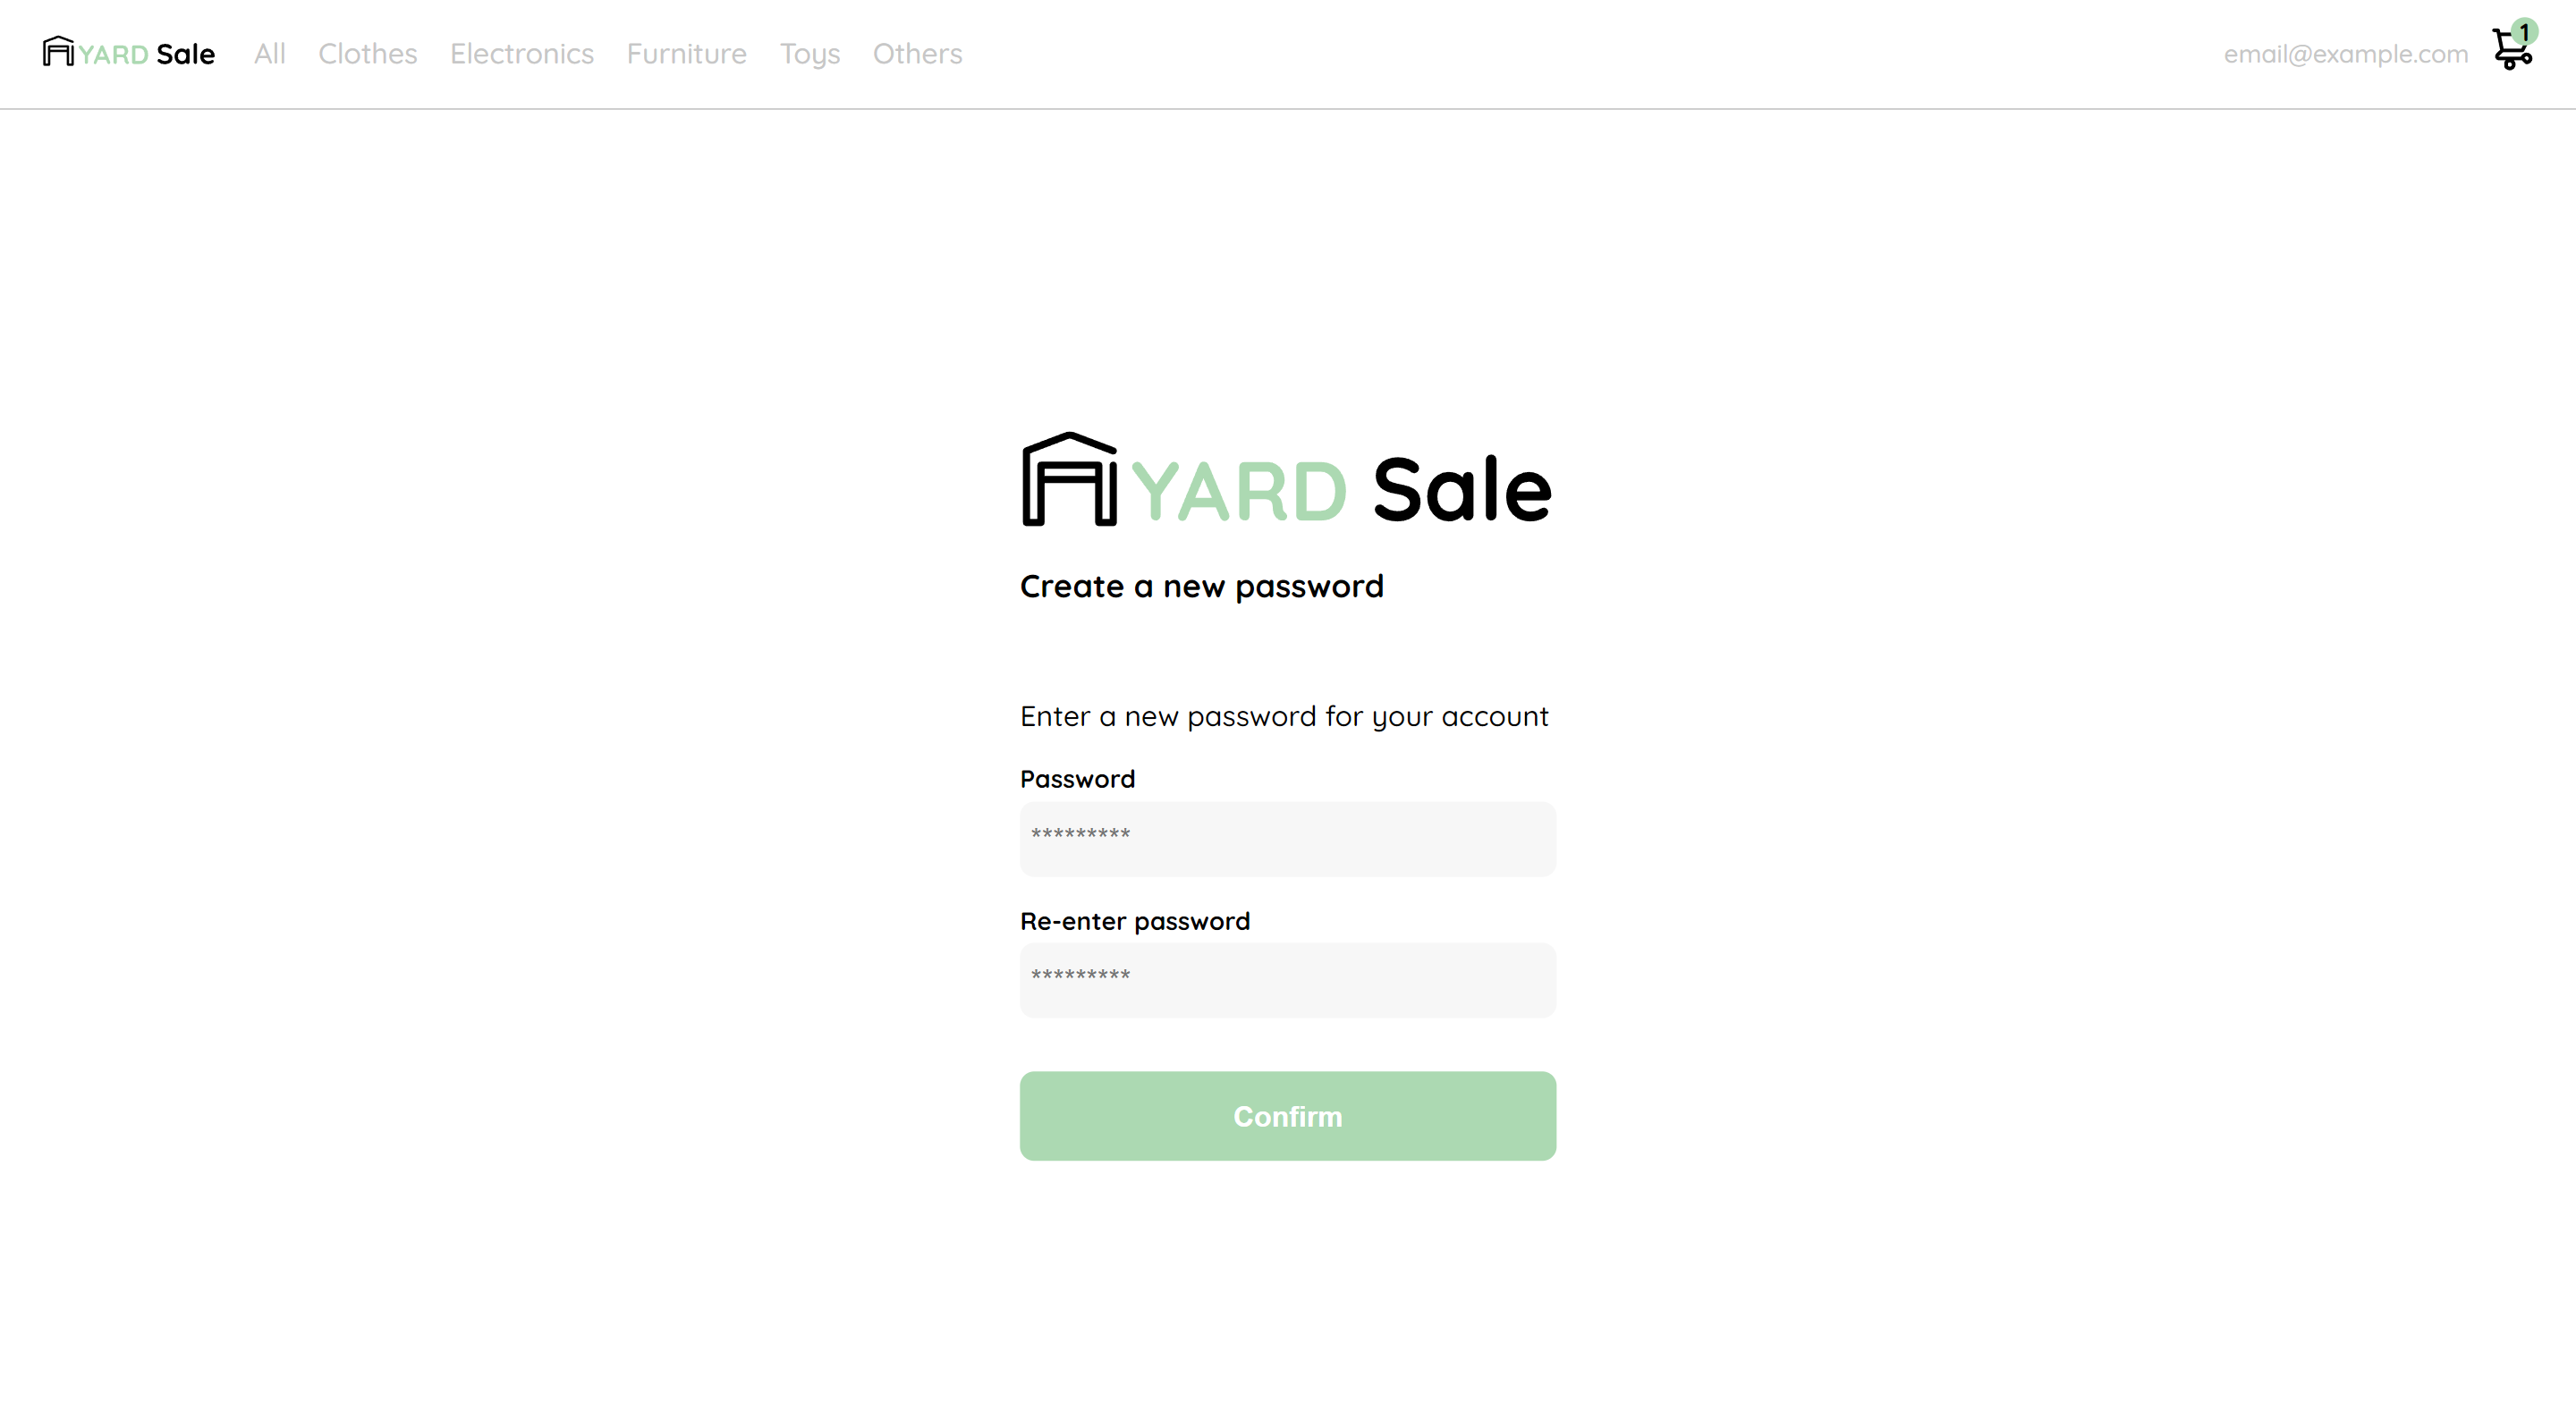 YARD Sale All Clothes Electronics Furniture Toys Others email@example.com 1
YARD Sale
Create a new password
Enter a new password for your account
Password
*********
Re-enter password
*********
Confirm